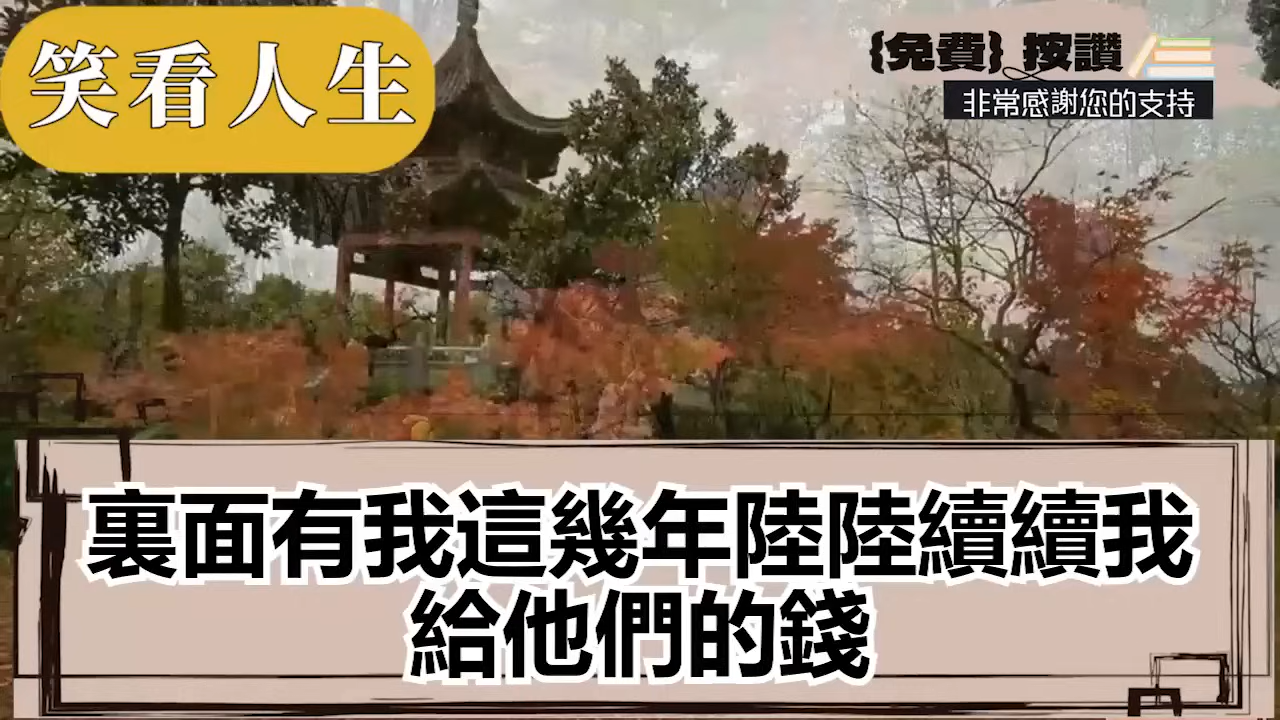 笑看人生
{免費} 按讚
非常感謝您的支持
裏面有我這幾年陸陸續續我
給他們的錢